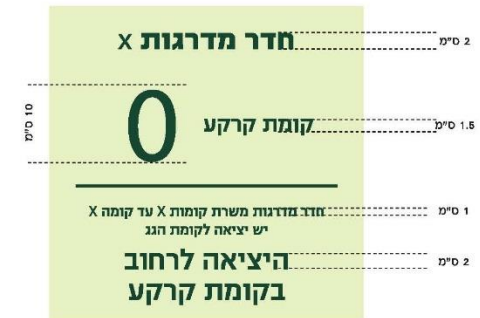 חדר מדרגות X
2 ס"מ
0
קומת קרקע
1.5 ס"מ
10 ס"מ
חדר מדרגות משרת קומות X עד קומה X
1 ס"מ
יש יציאה לקומת הגג
היציאה לרחוב
2 ס"מ
בקומת קרקע